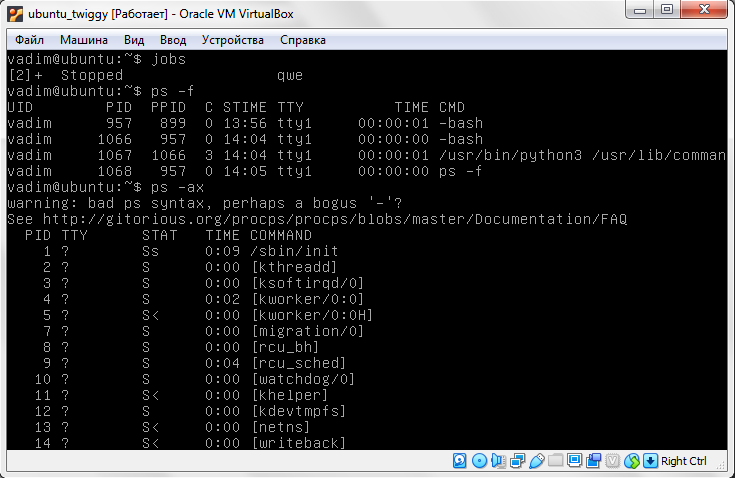 ubuntu_twiggy [Работает] - Oracle VM VirtualBox
Файл Машина Вид Ввод Устройства Справка
vadim@ubuntu:~$ jobs
[2]+ Stopped qwe
vadim@ubuntu:~$ ps -f
UID PID PPID C STIME TTY TIME CMD
vadim 957 899 0 13:56 tty1 00:00:01 -bash
vadim 1066 957 0 14:04 tty1 00:00:00 -bash
vadim 1067 1066 3 14:04 tty1 00:00:01 /usr/bin/python3 /usr/lib/comman
vadim 1068 957 0 14:05 tty1 00:00:00 ps -f
vadim@ubuntu:~$ ps -ax
warning: bad ps syntax, perhaps a bogus '-'?
See http://gitorious.org/procps/procps/blobs/master/Documentation/FAQ
PID TTY STAT TIME COMMAND
1 ? Ss 0:09 /sbin/init
2 ? S 0:00 [kthreadd]
3 ? S 0:00 [ksoftirqd/0]
4 ? S 0:02 [kworker/0:0]
5 ? S< 0:00 [kworker/0:0H]
7 ? S 0:00 [migration/0]
8 ? S 0:00 [rcu_bh]
9 ? S 0:04 [rcu_sched]
10 ? S 0:00 [watchdog/0]
11 ? S< 0:00 [khelper]
12 ? S 0:00 [kdevtmpfs]
13 ? S< 0:00 [netns]
14 ? S< 0:00 [writeback]
Right Ctrl